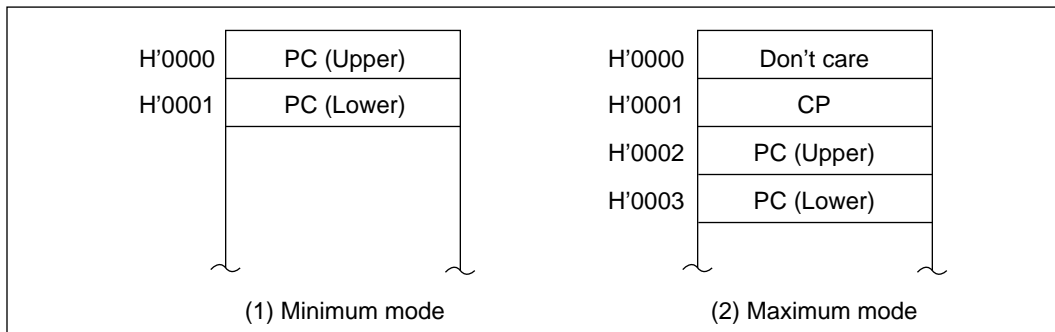 H’0000 PC (Upper)
H’0001 PC (Lower)
(1) Minimum mode
H’0000 Don’t care
H’0001 CP
H’0002 PC (Upper)
H’0003 PC (Lower)
(2) Maximum mode